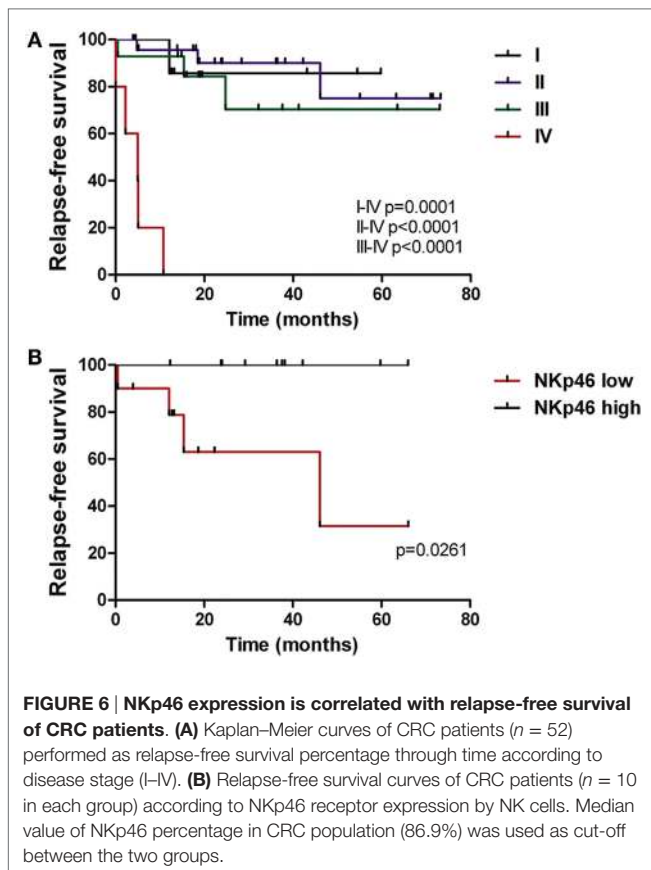 A
Relapse-free survival
100
80
60
40
20
0
0 20 40 60 80
Time (months)
I
II
III
IV
I-IV p=0.0001
II-IV p<0.0001
III-IV p<0.0001
B
Relapse-free survival
100
80
60
40
20
0
0 20 40 60 80
Time (months)
NKp46 low
NKp46 high
p=0.0261
FIGURE 6 | NKp46 expression is correlated with relapse-free survival
of CRC patients. (A) Kaplan–Meier curves of CRC patients (n = 52)
performed as relapse-free survival percentage through time according to
disease stage (I–IV). (B) Relapse-free survival curves of CRC patients (n = 10
in each group) according to NKp46 receptor expression by NK cells. Median
value of NKp46 percentage in CRC population (86.9%) was used as cut-off
between the two groups.